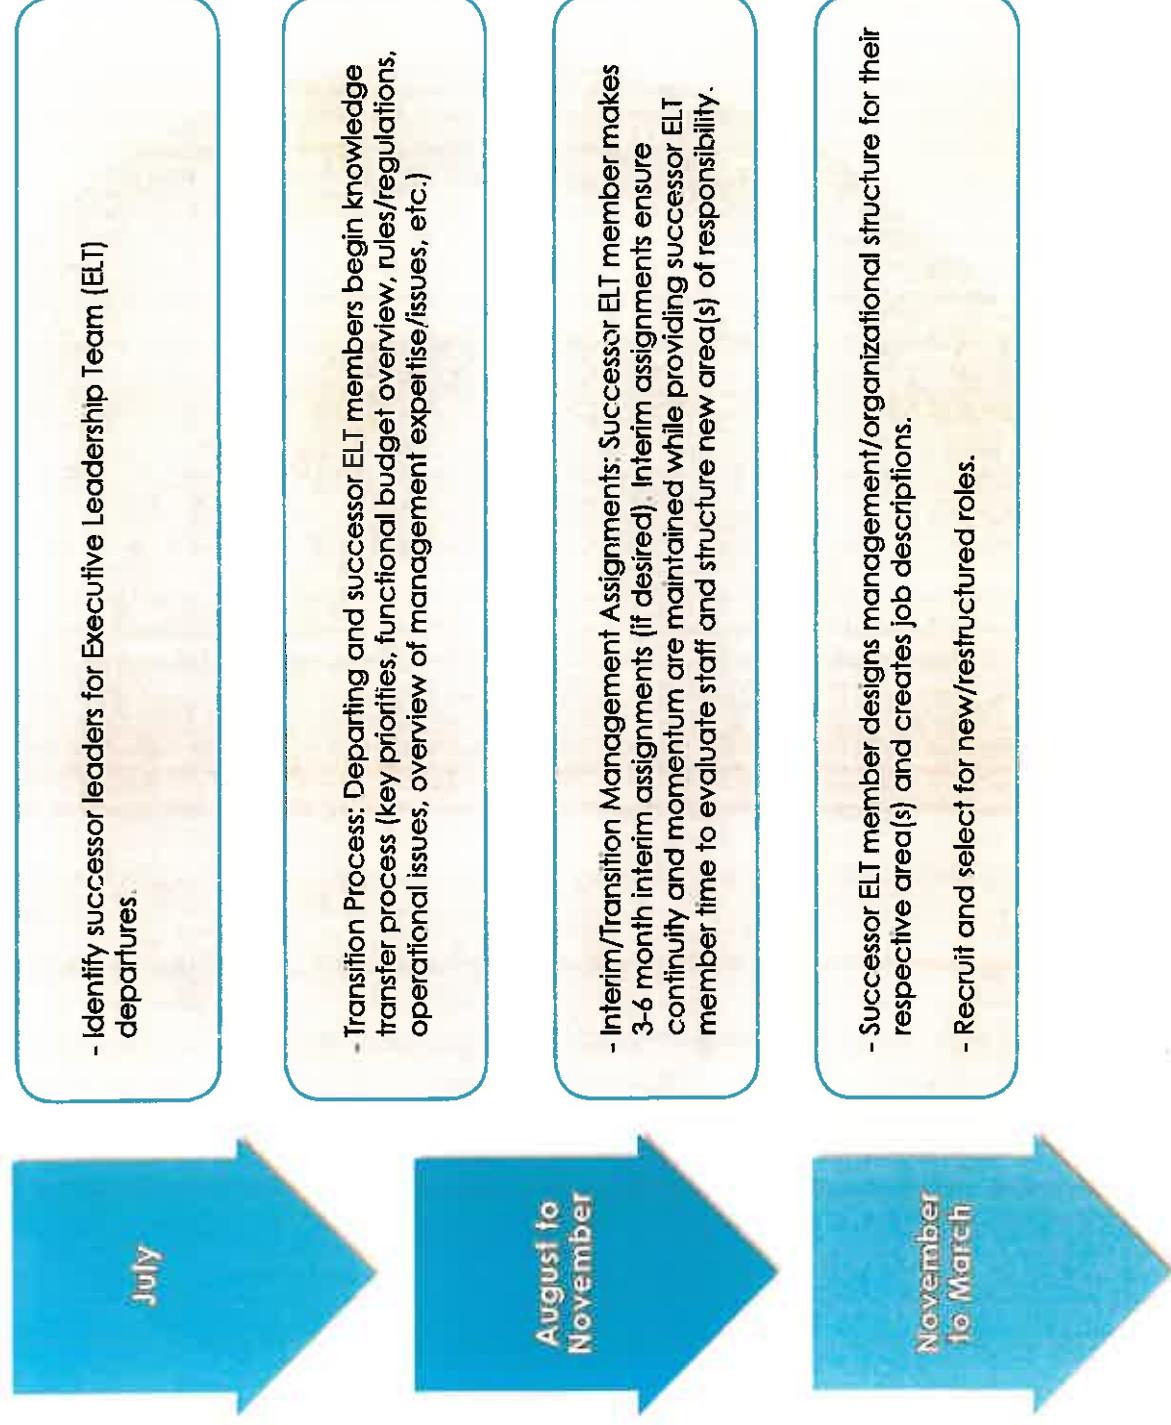 July
- Identify successor leaders for Executive Leadership Team (ELT)
departures.
August to
November
- Transition Process: Departing and successor ELT members begin knowledge
transfer process (key priorities, functional budget overview, rules/regulations,
operational issues, overview of management expertise/issues, etc.)
- Interim/Transition Management Assignments: Successor ELT member makes
3-6 month interim assignments (if desired). Interim assignments ensure
continuity and momentum are maintained while providing successor ELT
member time to evaluate staff and structure new area(s) of responsibility.
November
to March
- Successor ELT member designs management/organizational structure for their
respective area(s) and creates job descriptions.
- Recruit and select for new/restructured roles.